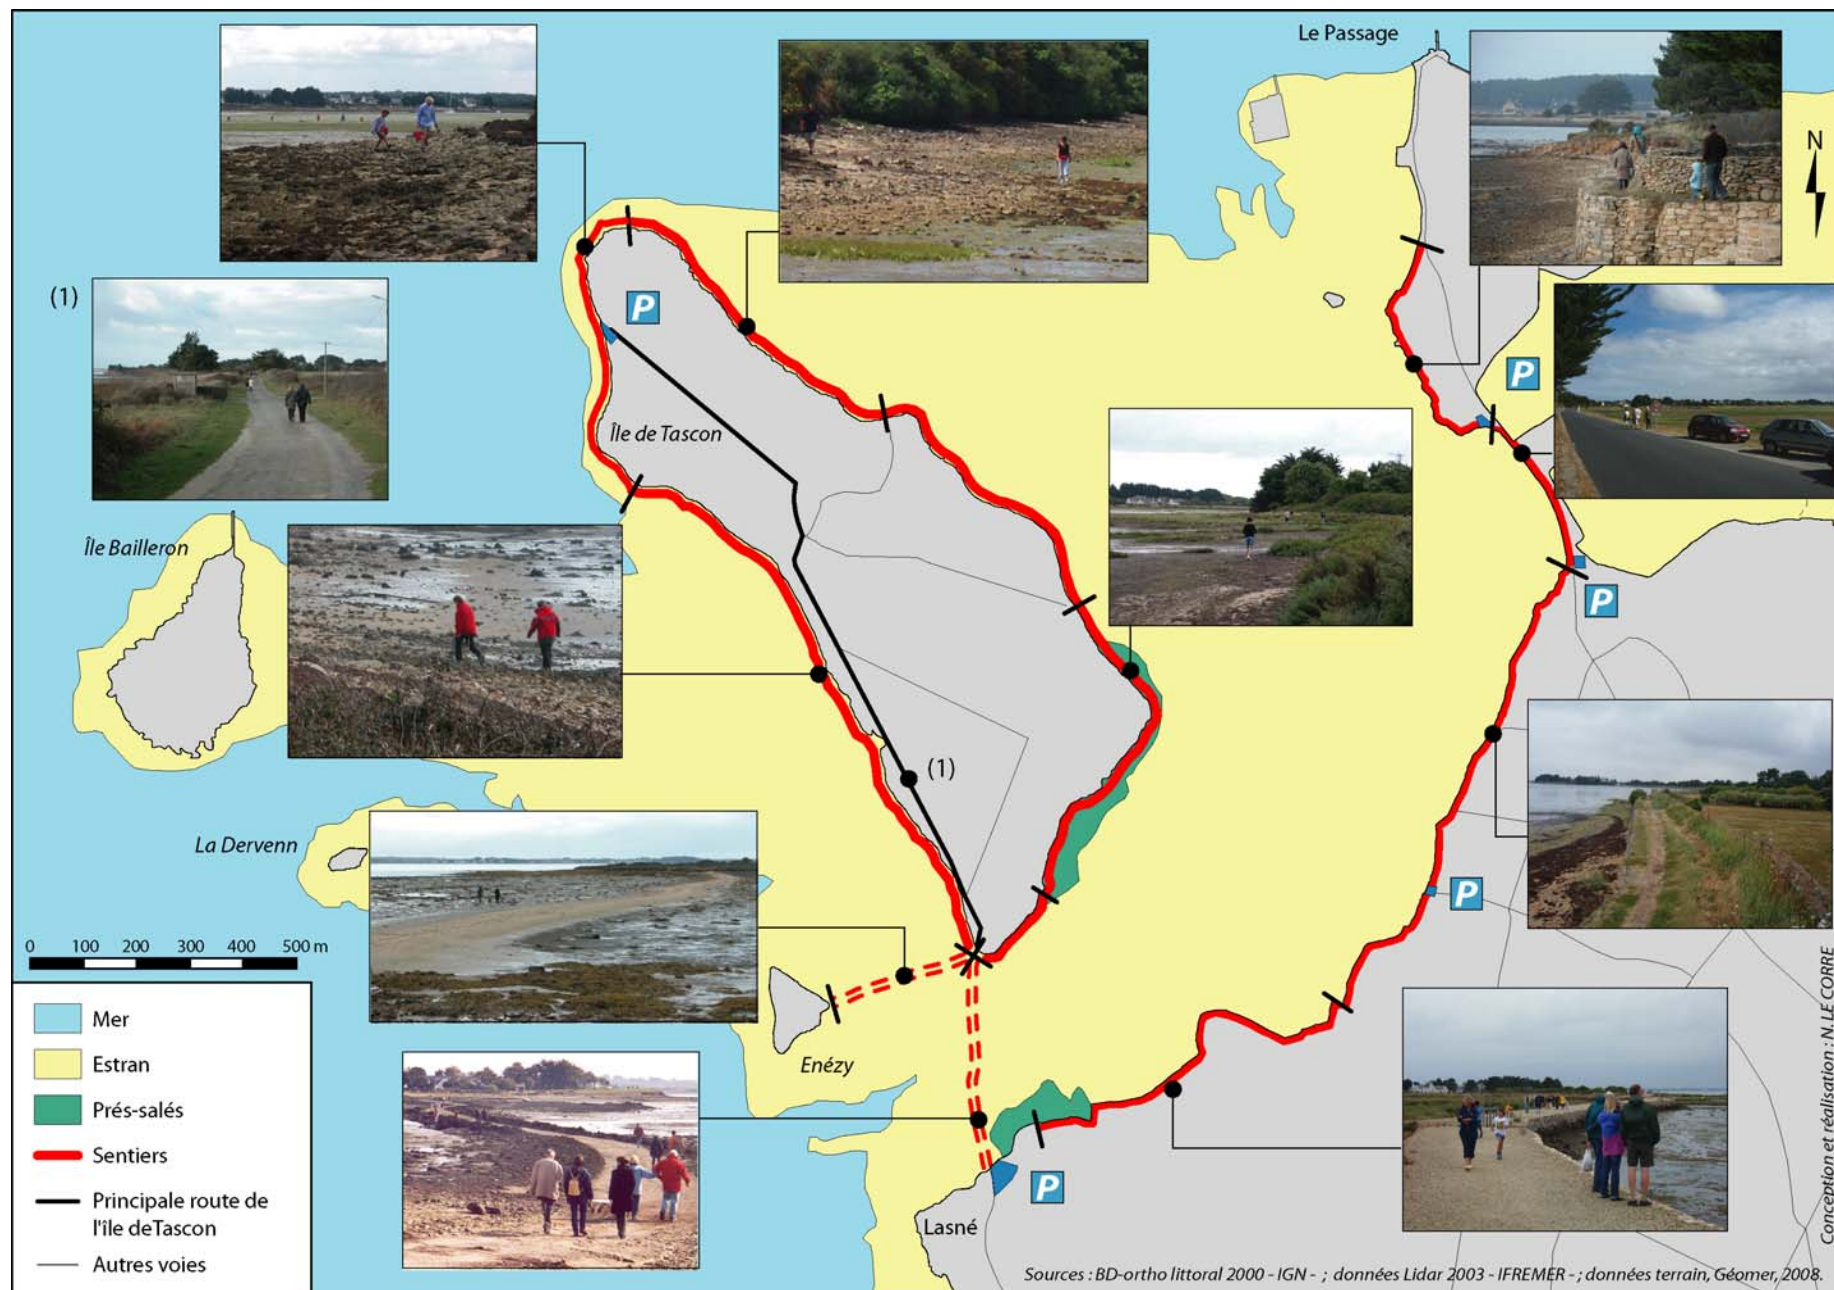 Le Passage
N
(1)
P
P
Île de Tascon
Île Bailleron
P
(1)
La Dervenn
P
0 100 200 300 400 500 m
Enézy
P
Lasné
Mer
Estran
Prés-salés
Sentiers
Principale route de
l'île deTascon
Autres voies
Conception et réalisation : N. LE CORRE
Sources : BD-ortho littoral 2000 - IGN - ; données Lidar 2003 - IFREMER - ; données terrain, Géomer, 2008.